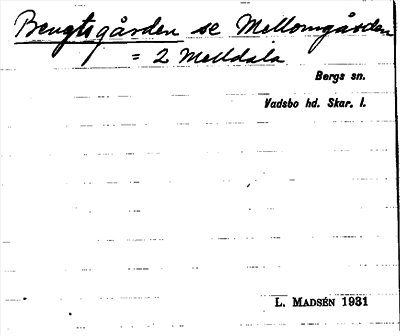 Bengtsgården se Mellomgården
= 2 Melldala
Bergs sn.
Vadsbo hd. Skar. l.
L. MADSÉN 1931